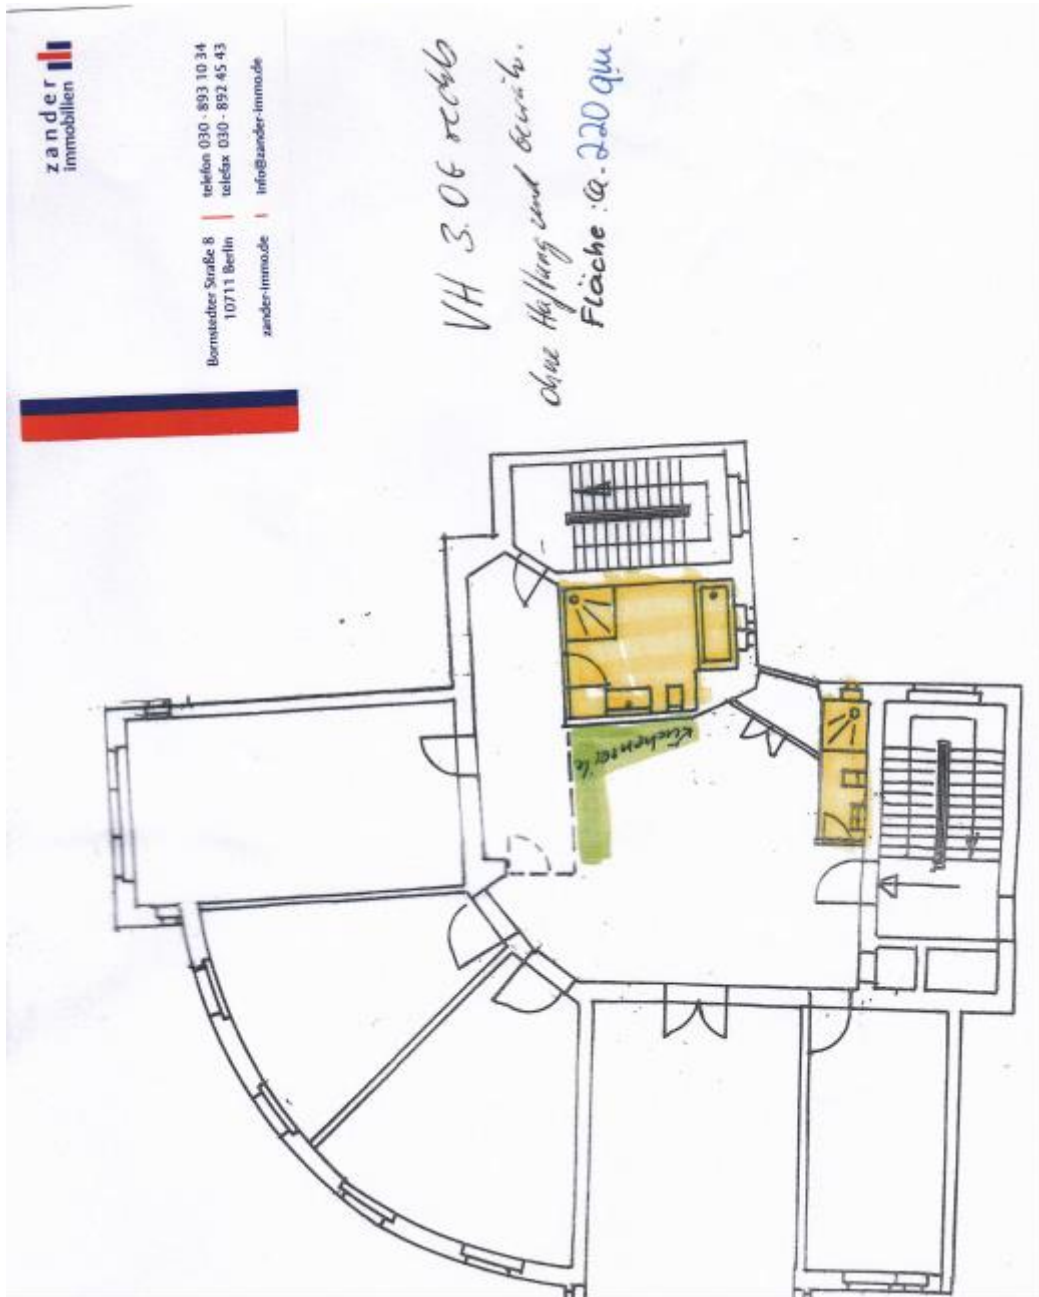 zander
immobilien
Bornstedter Straße 8 | telefon 030 - 893 10 34
10711 Berlin | telefax 030 - 892 45 43
zander-immo.de | info@zander-immo.de
VH 3.OG rechts
ohne Haftung und Gewähr.
Fläche : ca. 220 qm.
Küchenzeile